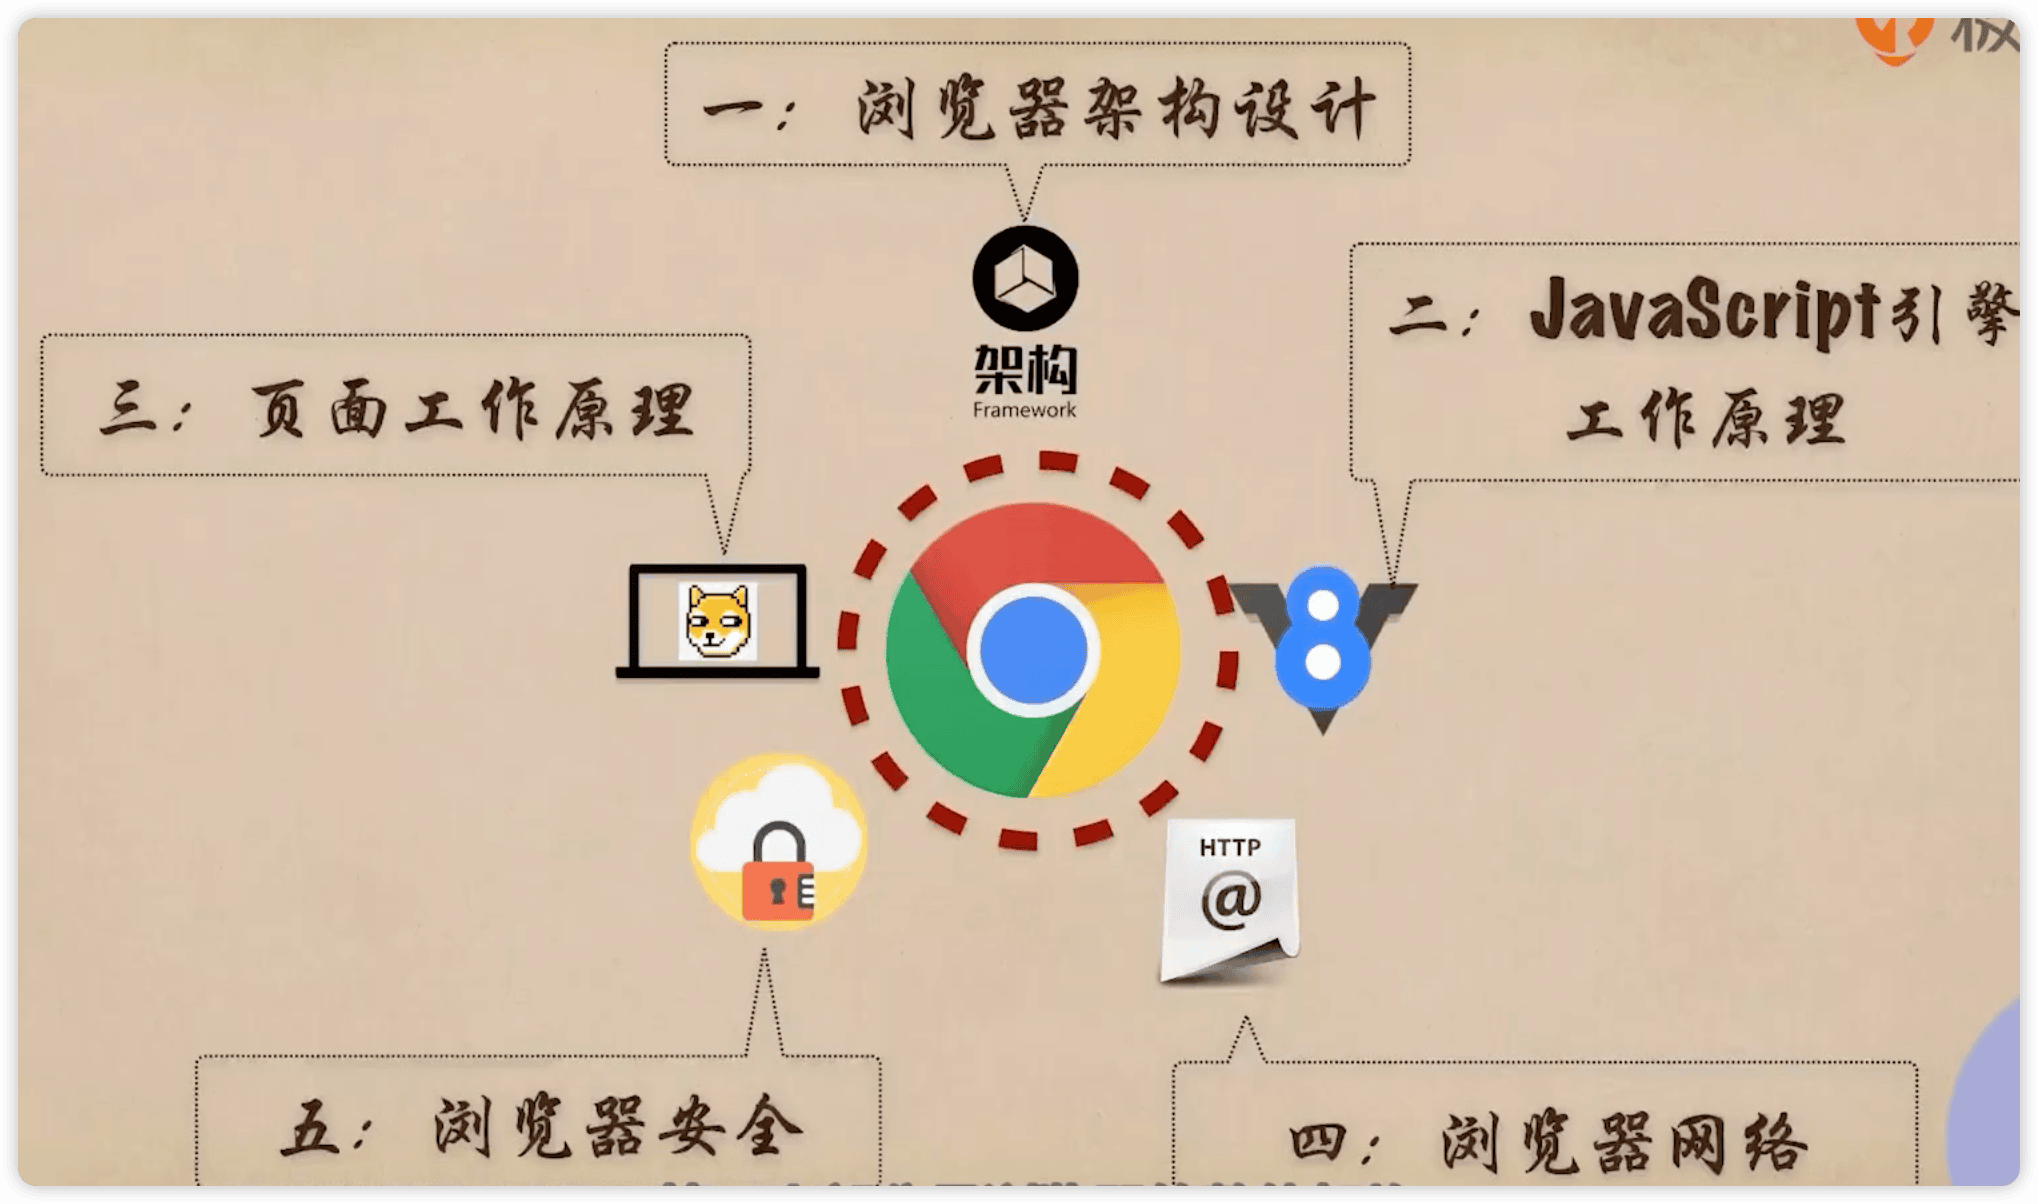 一：浏览器架构设计
架构
Framework
二：JavaScript引擎
工作原理
三：页面工作原理
HTTP
@
五：浏览器安全
四：浏览器网络